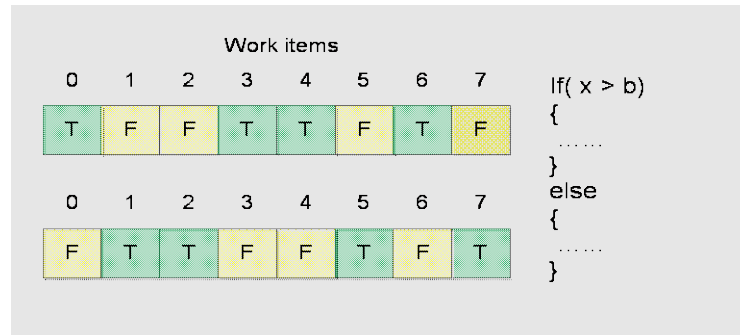 Work items
0 1 2 3 4 5 6 7
T F F T T F T F
0 1 2 3 4 5 6 7
F T T F F T F T
If( x > b)
{
......
}
else
{
......
}